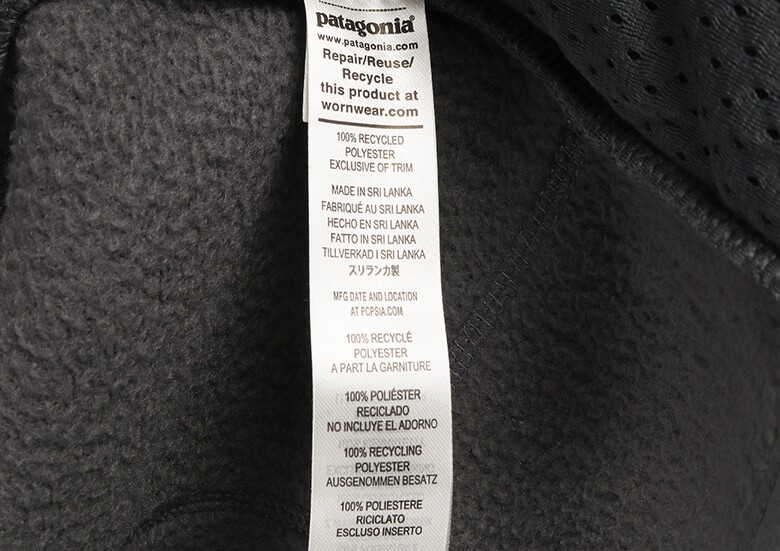 patagonia®
www.patagonia.com
Repair/Reuse/
Recycle
this product at
wornwear.com
100% RECYCLED
POLYESTER
EXCLUSIVE OF TRIM
MADE IN SRI LANKA
FABRIQUÉ AU SRI LANKA
HECHO EN SRI LANKA
FATTO IN SRI LANKA
TILLVERKAD I SRI LANKA
スリランカ製
MFG DATE AND LOCATION
AT PCPSIA.COM
100% RECYCLÉ
POLYESTER
A PART LA GARNITURE
100% POLIÉSTER
RECICLADO
NO INCLUYE EL ADORNO
100% RECYCLING
POLYESTER
AUSGENOMMEN BESATZ
100% POLIESTERE
RICICLATO
ESCLUSO INSERTO